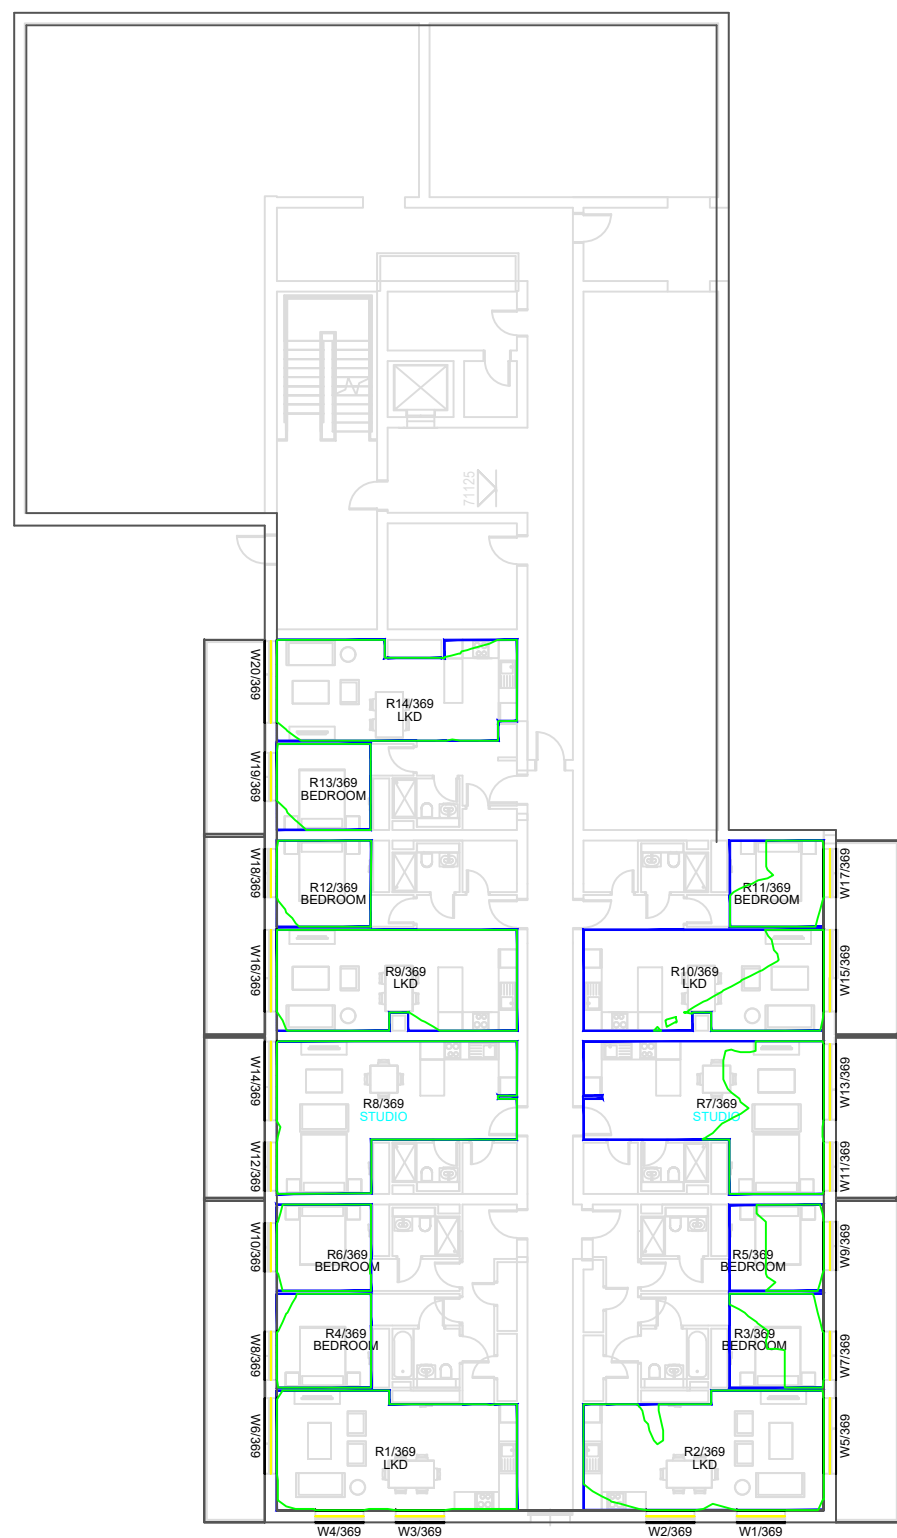 71125
W20/369
R14/369
LKD
W19/369
R13/369
BEDROOM
W18/369
R12/369
BEDROOM
R11/369
BEDROOM
W17/369
W16/369
R9/369
LKD
R10/369
LKD
W15/369
W14/369
R8/369
STUDIO
R7/369
STUDIO
W13/369
W12/369
W11/369
W10/369
R6/369
BEDROOM
R5/369
BEDROOM
W9/369
W8/369
R4/369
BEDROOM
R3/369
BEDROOM
W7/369
W6/369
R1/369
LKD
R2/369
LKD
W5/369
W4/369
W3/369
W2/369
W1/369